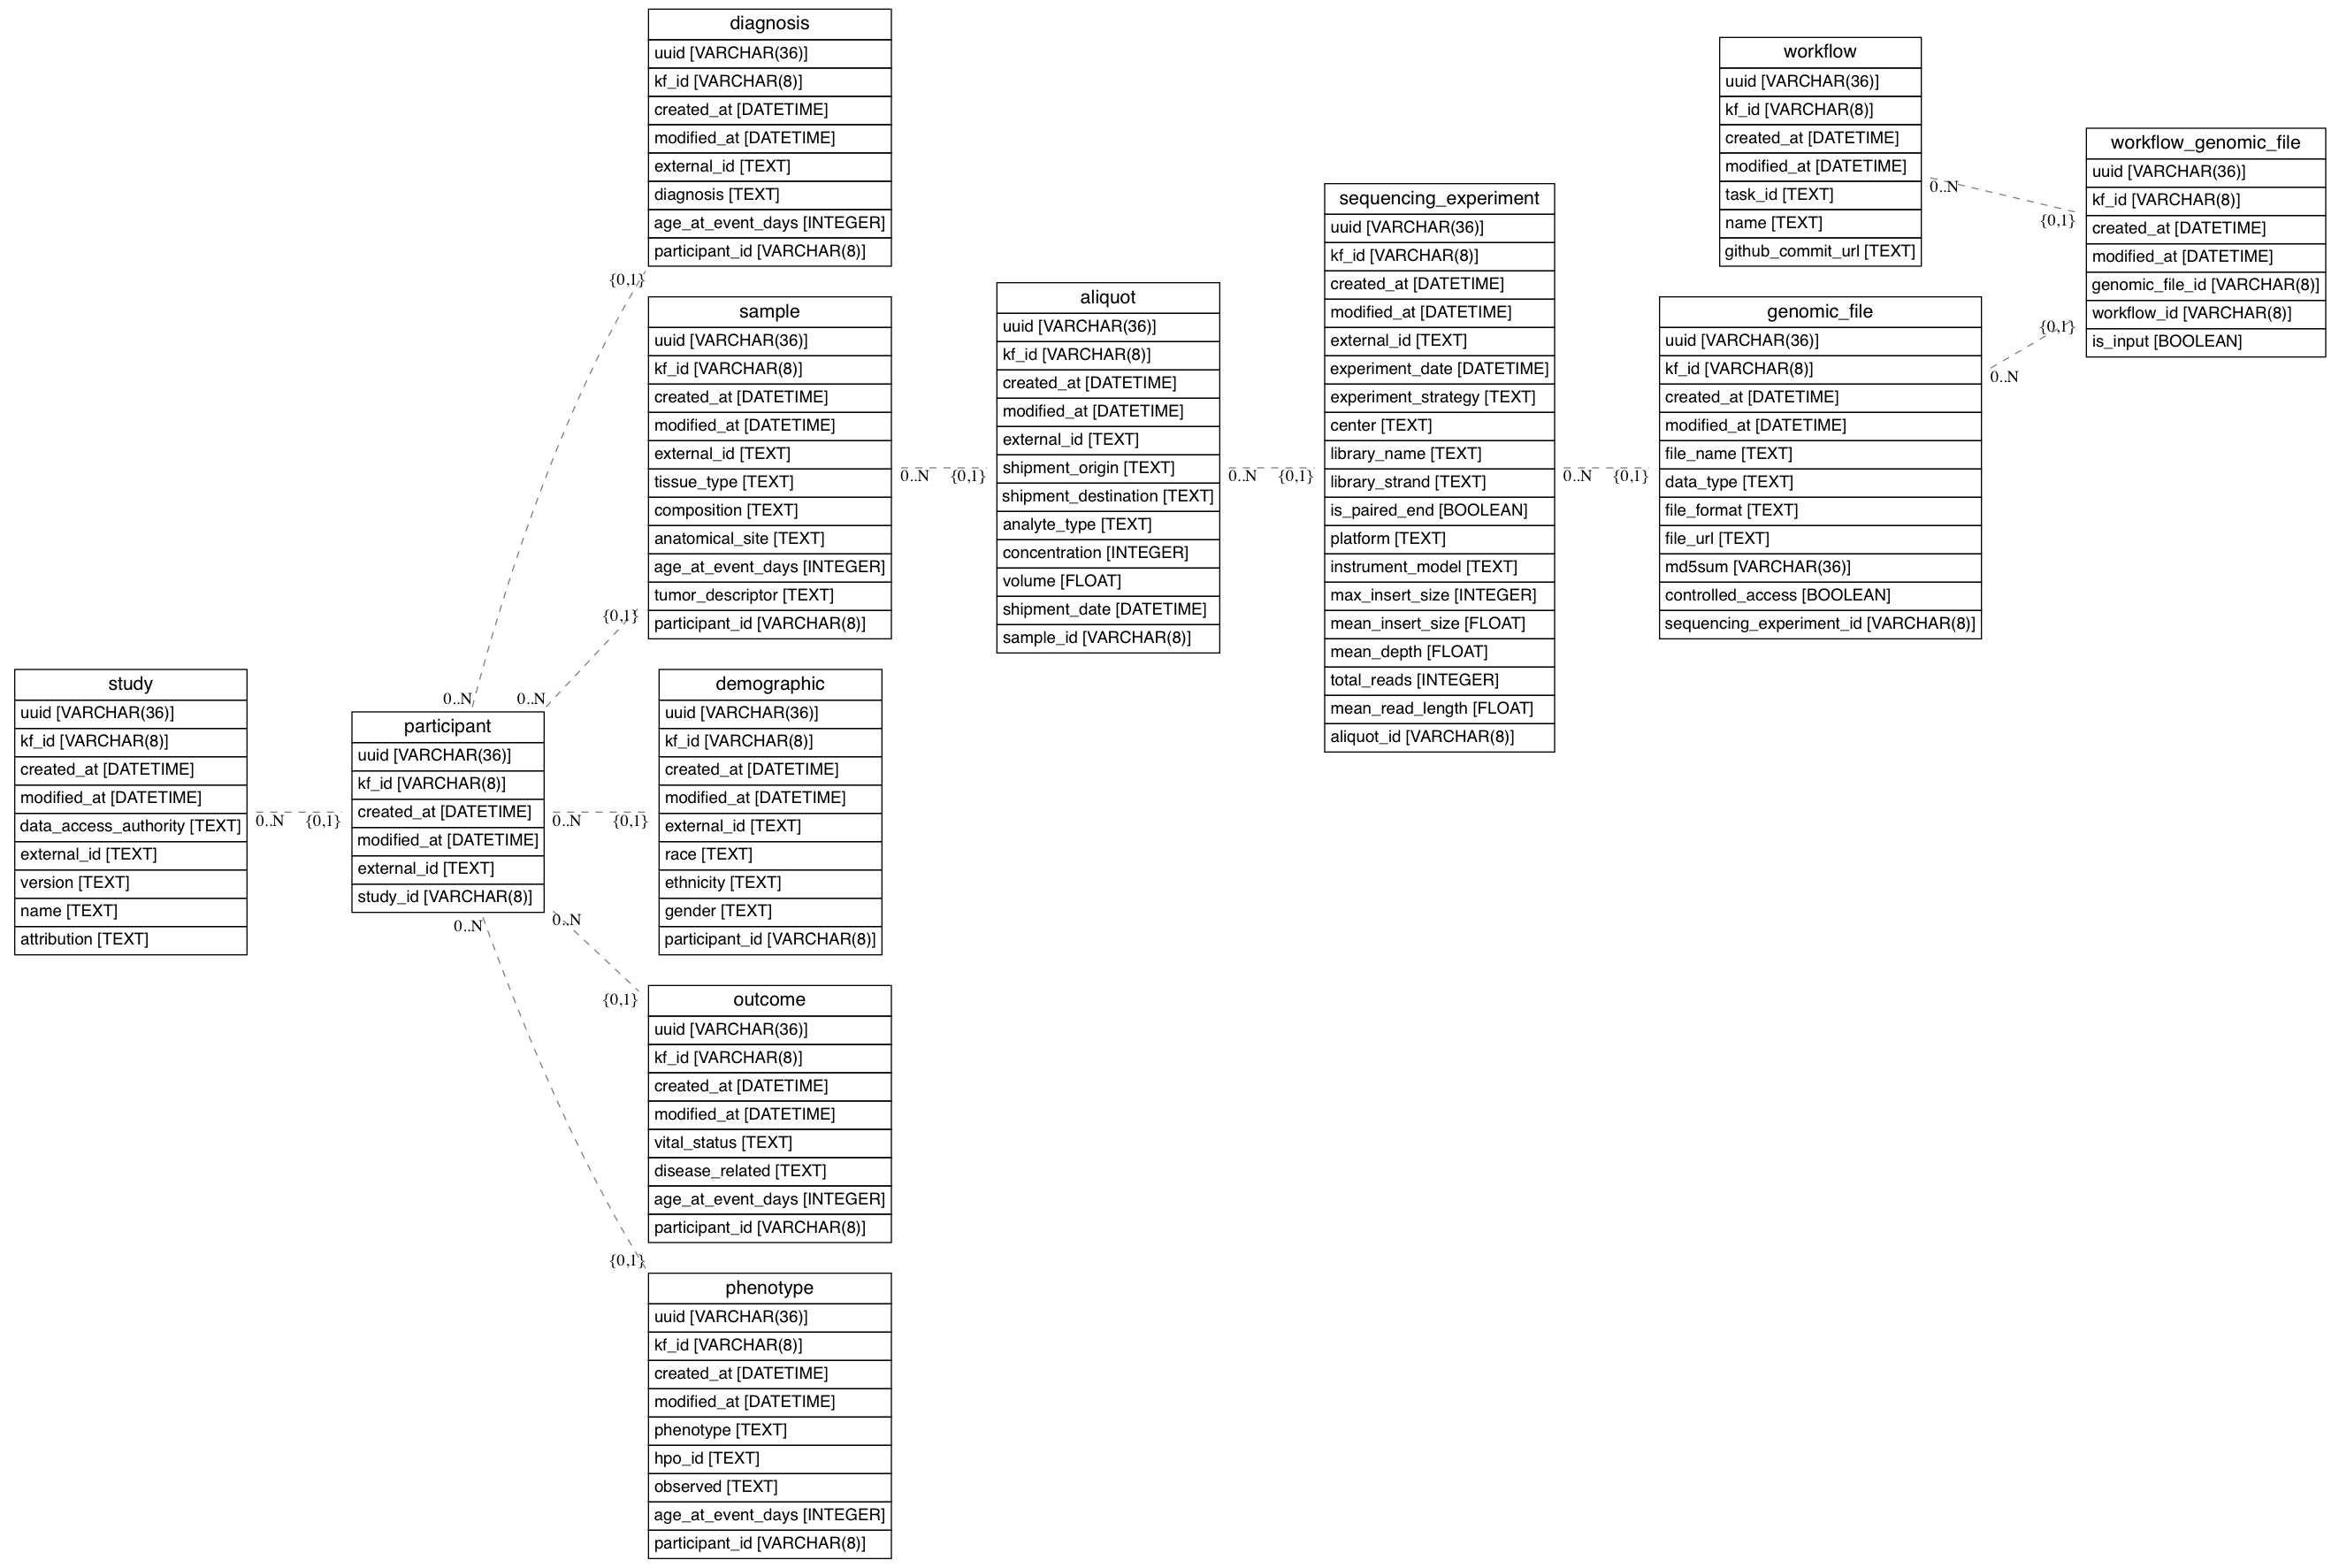 diagnosis
uuid [VARCHAR(36)]
kf_id [VARCHAR(8)]
created_at [DATETIME]
modified_at [DATETIME]
external_id [TEXT]
diagnosis [TEXT]
age_at_event_days [INTEGER]
participant_id [VARCHAR(8)]
{0,1}
sample
uuid [VARCHAR(36)]
kf_id [VARCHAR(8)]
created_at [DATETIME]
modified_at [DATETIME]
external_id [TEXT]
tissue_type [TEXT]
composition [TEXT]
anatomical_site [TEXT]
age_at_event_days [INTEGER]
tumor_descriptor [TEXT]
participant_id [VARCHAR(8)]
{0,1}
0..N {0,1}
aliquot
uuid [VARCHAR(36)]
kf_id [VARCHAR(8)]
created_at [DATETIME]
modified_at [DATETIME]
external_id [TEXT]
shipment_origin [TEXT]
shipment_destination [TEXT]
analyte_type [TEXT]
concentration [INTEGER]
volume [FLOAT]
shipment_date [DATETIME]
sample_id [VARCHAR(8)]
0..N {0,1}
sequencing_experiment
uuid [VARCHAR(36)]
kf_id [VARCHAR(8)]
created_at [DATETIME]
modified_at [DATETIME]
external_id [TEXT]
experiment_date [DATETIME]
experiment_strategy [TEXT]
center [TEXT]
library_name [TEXT]
library_strand [TEXT]
is_paired_end [BOOLEAN]
platform [TEXT]
instrument_model [TEXT]
max_insert_size [INTEGER]
mean_insert_size [FLOAT]
mean_depth [FLOAT]
total_reads [INTEGER]
mean_read_length [FLOAT]
aliquot_id [VARCHAR(8)]
0..N {0,1}
workflow
uuid [VARCHAR(36)]
kf_id [VARCHAR(8)]
created_at [DATETIME]
modified_at [DATETIME]
task_id [TEXT]
name [TEXT]
github_commit_url [TEXT]
0..N
{0,1}
genomic_file
uuid [VARCHAR(36)]
kf_id [VARCHAR(8)]
created_at [DATETIME]
modified_at [DATETIME]
file_name [TEXT]
data_type [TEXT]
file_format [TEXT]
file_url [TEXT]
md5sum [VARCHAR(36)]
controlled_access [BOOLEAN]
sequencing_experiment_id [VARCHAR(8)]
0..N
{0,1}
workflow_genomic_file
uuid [VARCHAR(36)]
kf_id [VARCHAR(8)]
created_at [DATETIME]
modified_at [DATETIME]
genomic_file_id [VARCHAR(8)]
workflow_id [VARCHAR(8)]
is_input [BOOLEAN]
study
uuid [VARCHAR(36)]
kf_id [VARCHAR(8)]
created_at [DATETIME]
modified_at [DATETIME]
data_access_authority [TEXT]
external_id [TEXT]
version [TEXT]
name [TEXT]
attribution [TEXT]
0..N {0,1}
0..N 0..N
participant
uuid [VARCHAR(36)]
kf_id [VARCHAR(8)]
created_at [DATETIME]
modified_at [DATETIME]
external_id [TEXT]
study_id [VARCHAR(8)]
0..N {0,1}
0..N
0..N
demographic
uuid [VARCHAR(36)]
kf_id [VARCHAR(8)]
created_at [DATETIME]
modified_at [DATETIME]
external_id [TEXT]
race [TEXT]
ethnicity [TEXT]
gender [TEXT]
participant_id [VARCHAR(8)]
{0,1}
outcome
uuid [VARCHAR(36)]
kf_id [VARCHAR(8)]
created_at [DATETIME]
modified_at [DATETIME]
vital_status [TEXT]
disease_related [TEXT]
age_at_event_days [INTEGER]
participant_id [VARCHAR(8)]
{0,1}
phenotype
uuid [VARCHAR(36)]
kf_id [VARCHAR(8)]
created_at [DATETIME]
modified_at [DATETIME]
phenotype [TEXT]
hpo_id [TEXT]
observed [TEXT]
age_at_event_days [INTEGER]
participant_id [VARCHAR(8)]